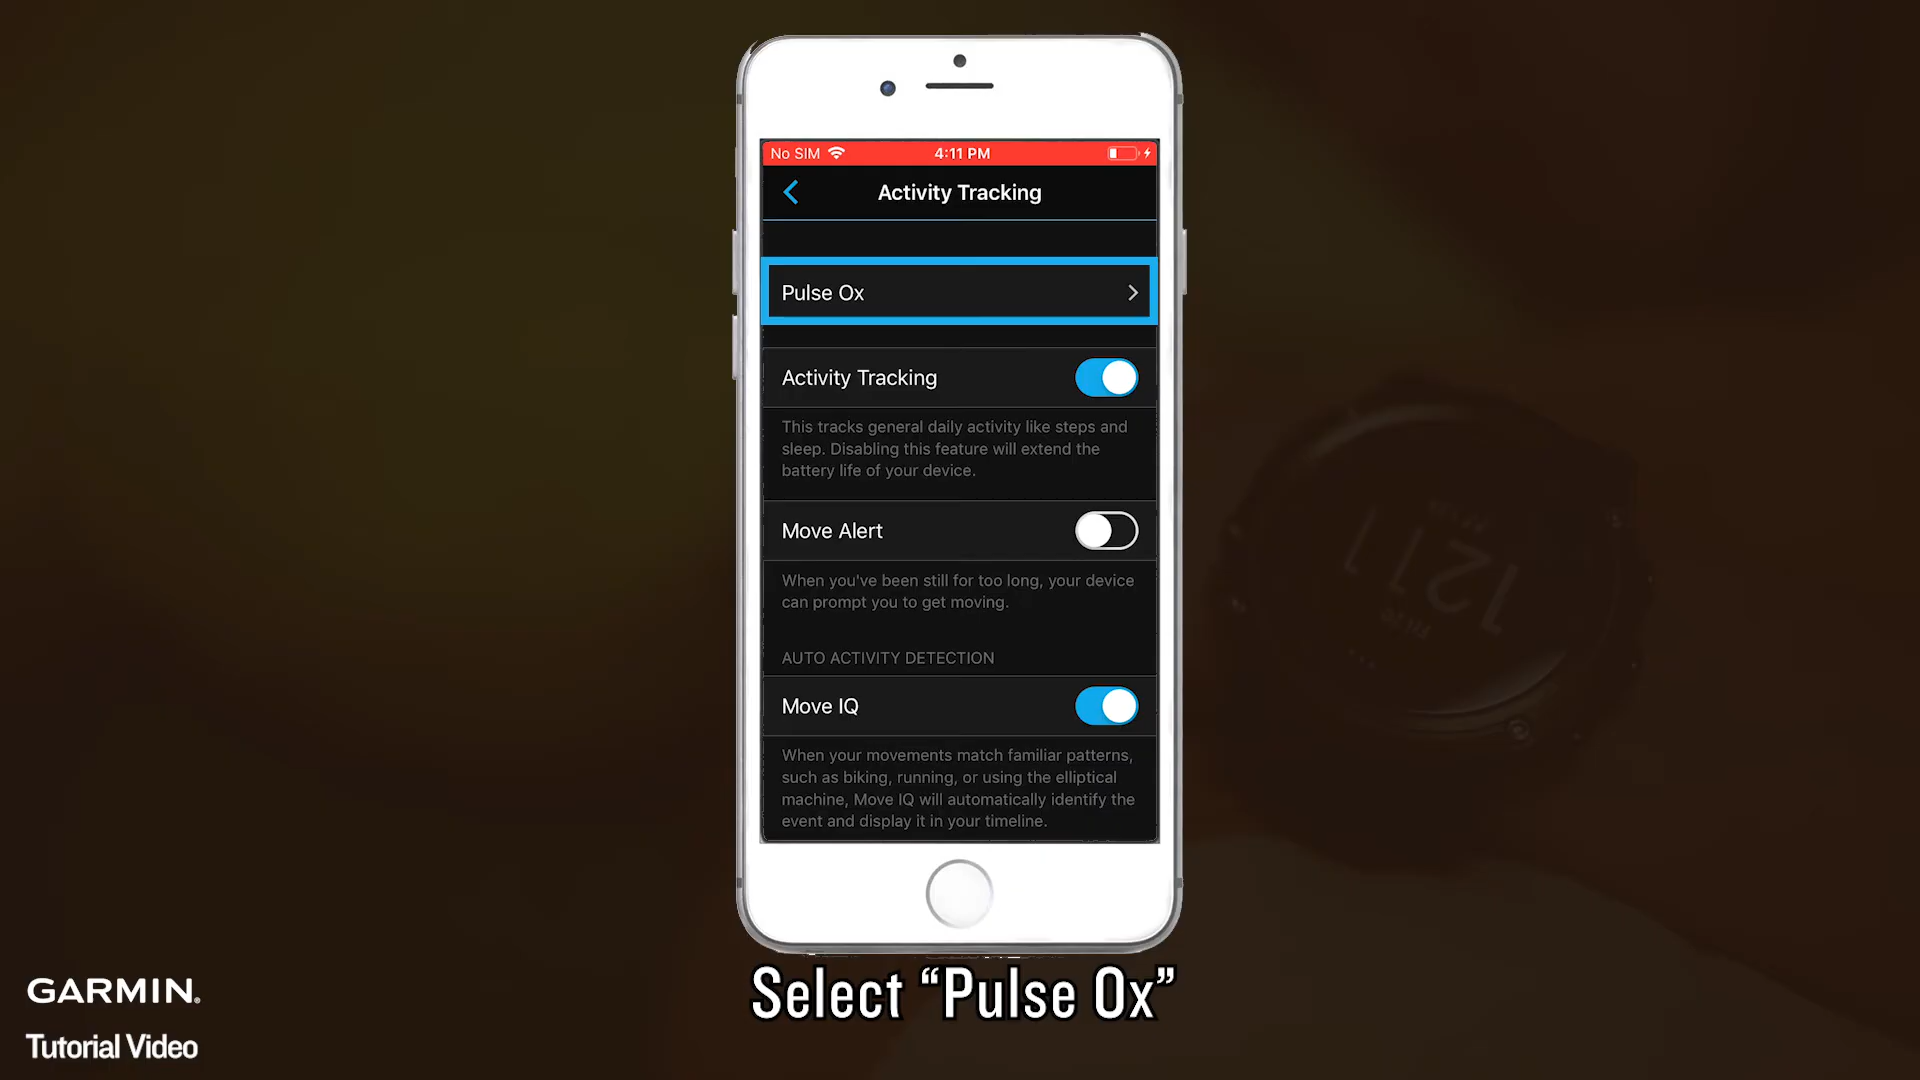 No SIM
4:11 PM
Activity Tracking
Pulse Ox
Activity Tracking
This tracks general daily activity like steps and
sleep. Disabling this feature will extend the
battery life of your device.
Move Alert
When you've been still for too long, your device
can prompt you to get moving.
AUTO ACTIVITY DETECTION
Move IQ
When your movements match familiar patterns,
such as biking, running, or using the elliptical
machine, Move IQ will automatically identify the
event and display it in your timeline.
1211
GARMIN.
Select “Pulse Ox”
Tutorial Video